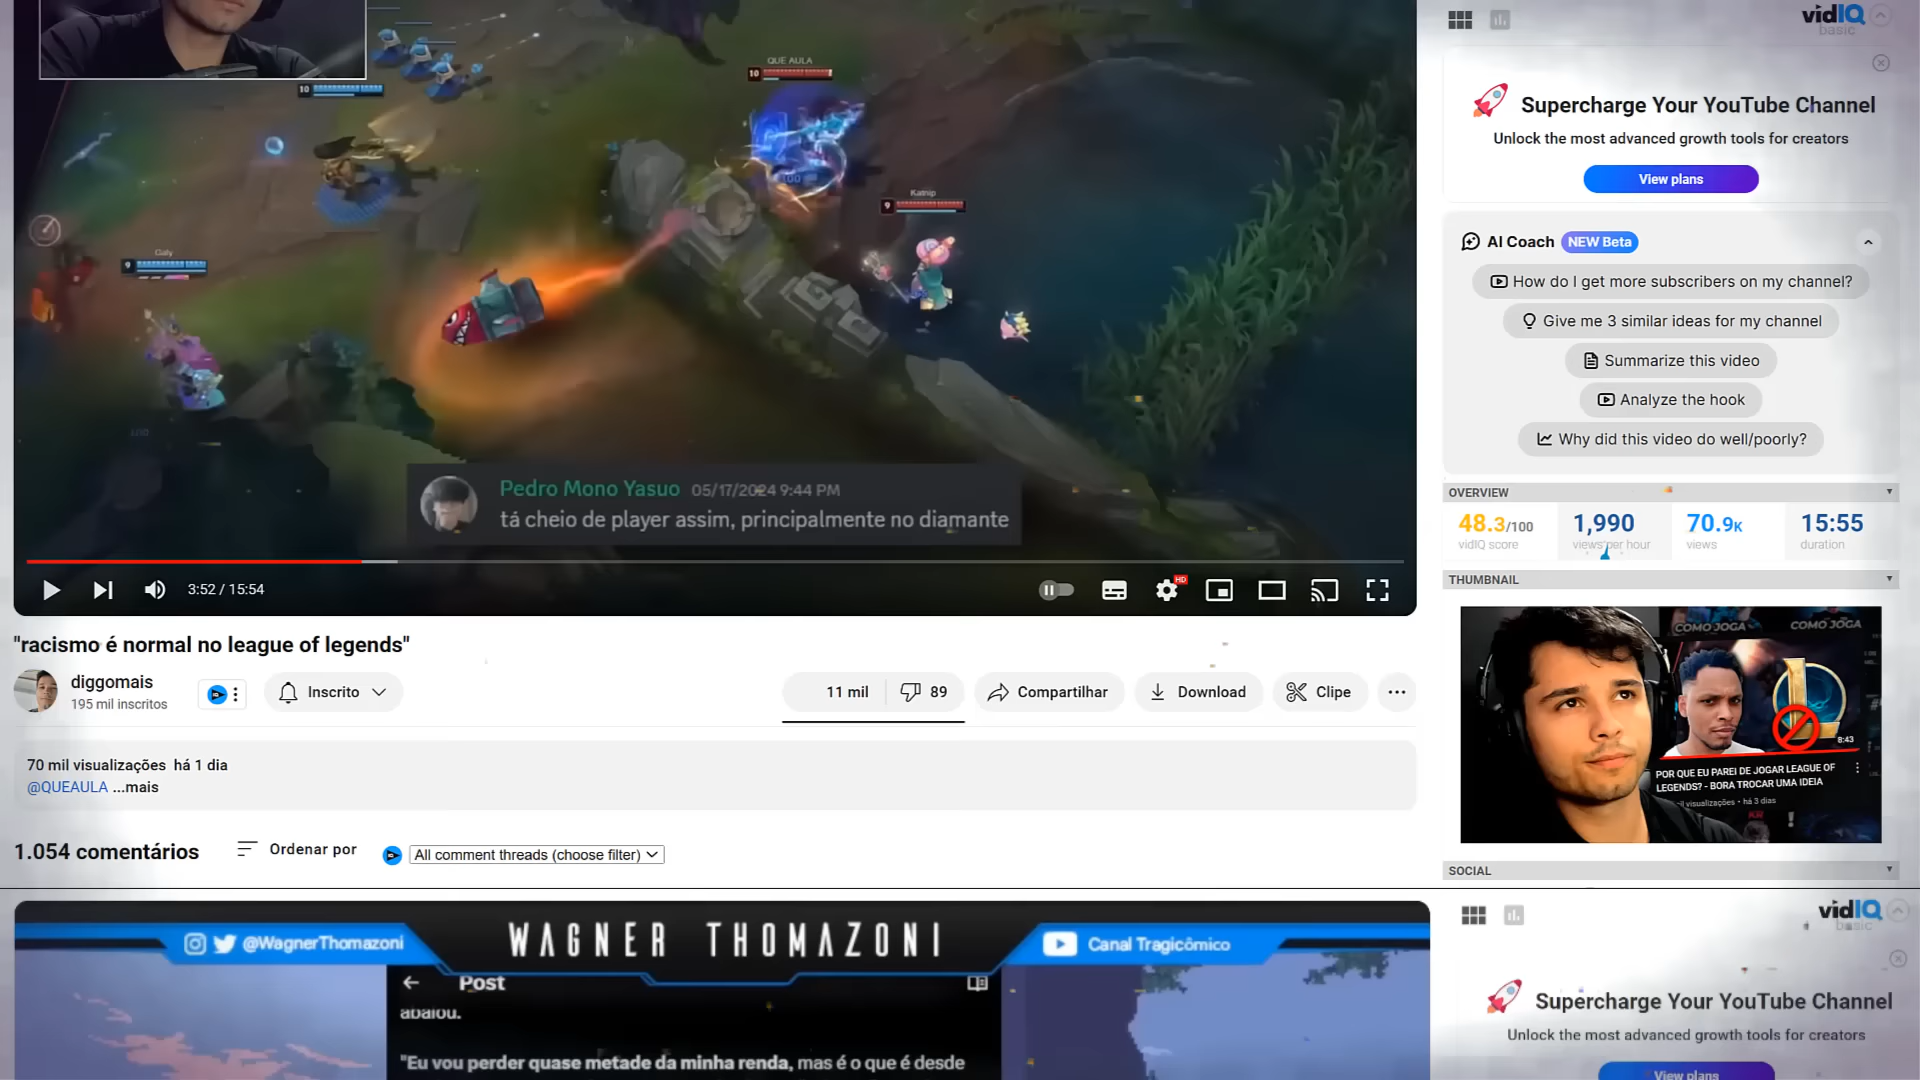 10
10
QUE AULA
9
Katnip
9
Pedro Mono Yasuo 05/17/2024 9:44 PM
tá cheio de player assim, principalmente no diamante
3:52 / 15:54
HD
"racismo é normal no league of legends"
diggomais
195 mil inscritos
Inscrito
11 mil
89
Compartilhar
Download
Clipe
70 mil visualizações há 1 dia
@QUEAULA ...mais
1.054 comentários
Ordenar por
All comment threads (choose filter)
vidIQ
basic
Supercharge Your YouTube Channel
Unlock the most advanced growth tools for creators
View plans
AI Coach NEW Beta
How do I get more subscribers on my channel?
Give me 3 similar ideas for my channel
Summarize this video
Analyze the hook
Why did this video do well/poorly?
OVERVIEW
48.3/100
vidIQ score
1,990
views per hour
70.9K
views
15:55
duration
THUMBNAIL
COMO JOGA
COMO JOGA
8:43
POR QUE EU PAREI DE JOGAR LEAGUE OF
LEGENDS? - BORA TROCAR UMA IDEIA
visualizações • há 3 dias
SOCIAL
@WagnerThomazoni
WAGNER THOMAZONI
Canal Tragicômico
Post
abalou.
"Eu vou perder quase metade da minha renda, mas é o que é desde
vidIQ
basic
Supercharge Your YouTube Channel
Unlock the most advanced growth tools for creators
View plans